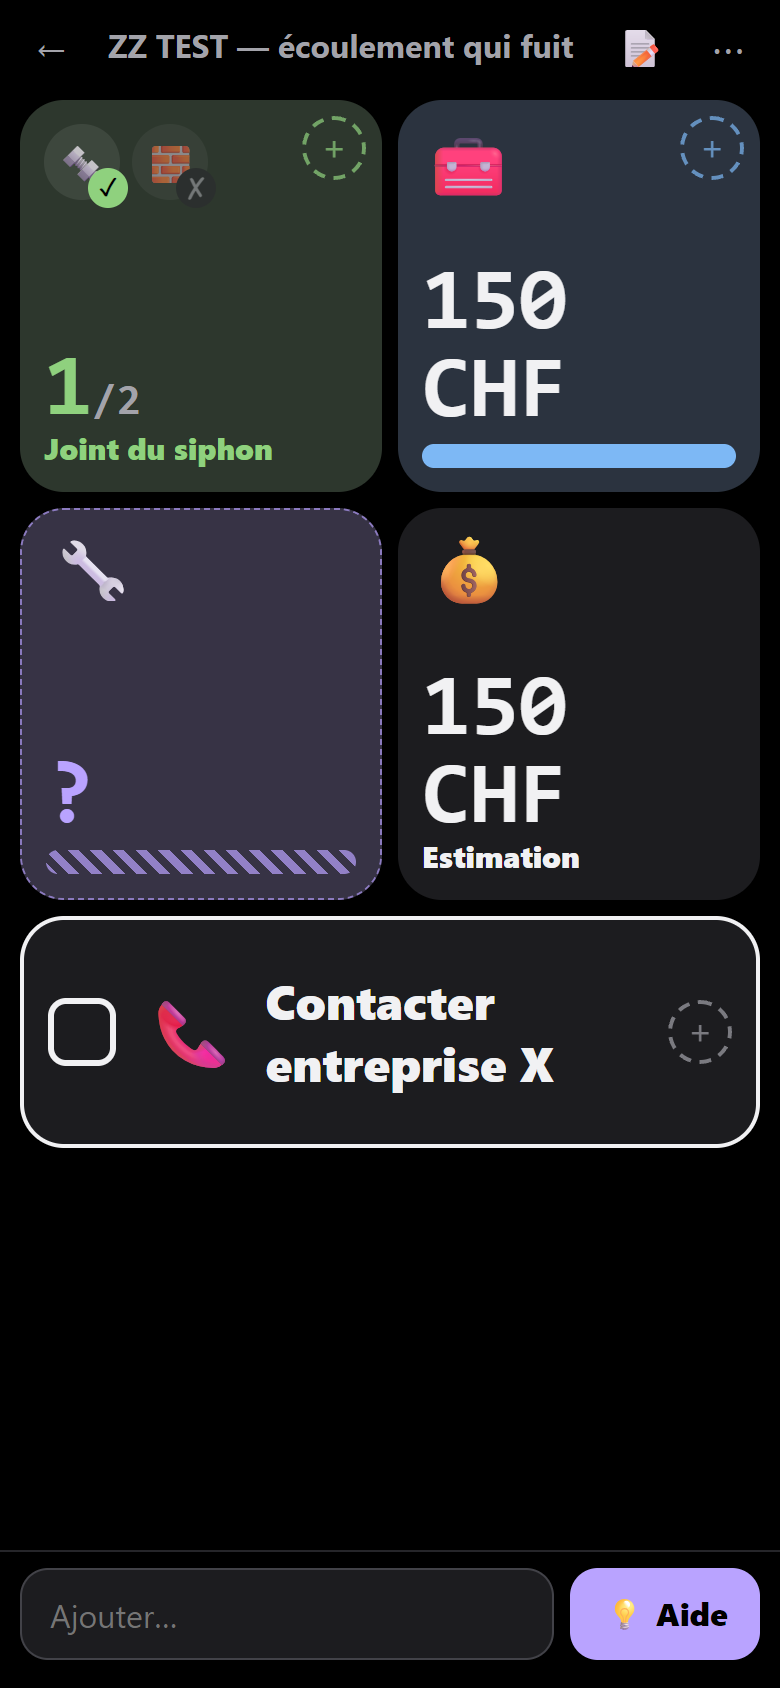 ← ZZ TEST — écoulement qui fuit ...
✓ X +
+
150
CHF
1/2
Joint du siphon
?
150
CHF
Estimation
Contacter
entreprise X
+
Ajouter...
Aide